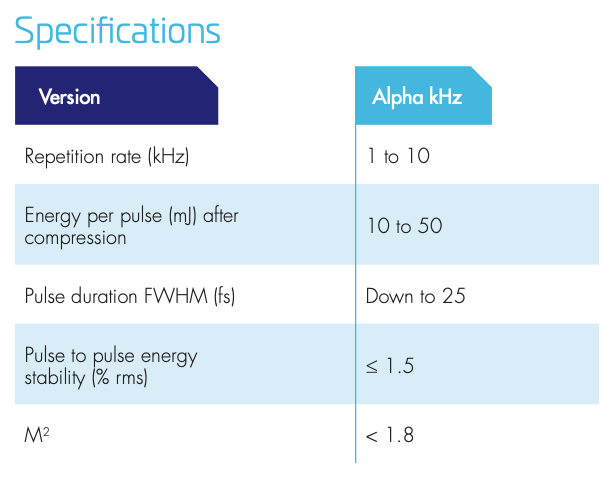 Specifications
Version
Alpha kHz
Repetition rate (kHz)
1 to 10
Energy per pulse (mJ) after
compression
10 to 50
Pulse duration FWHM (fs)
Down to 25
Pulse to pulse energy
stability (% rms)
≤ 1.5
M²
< 1.8